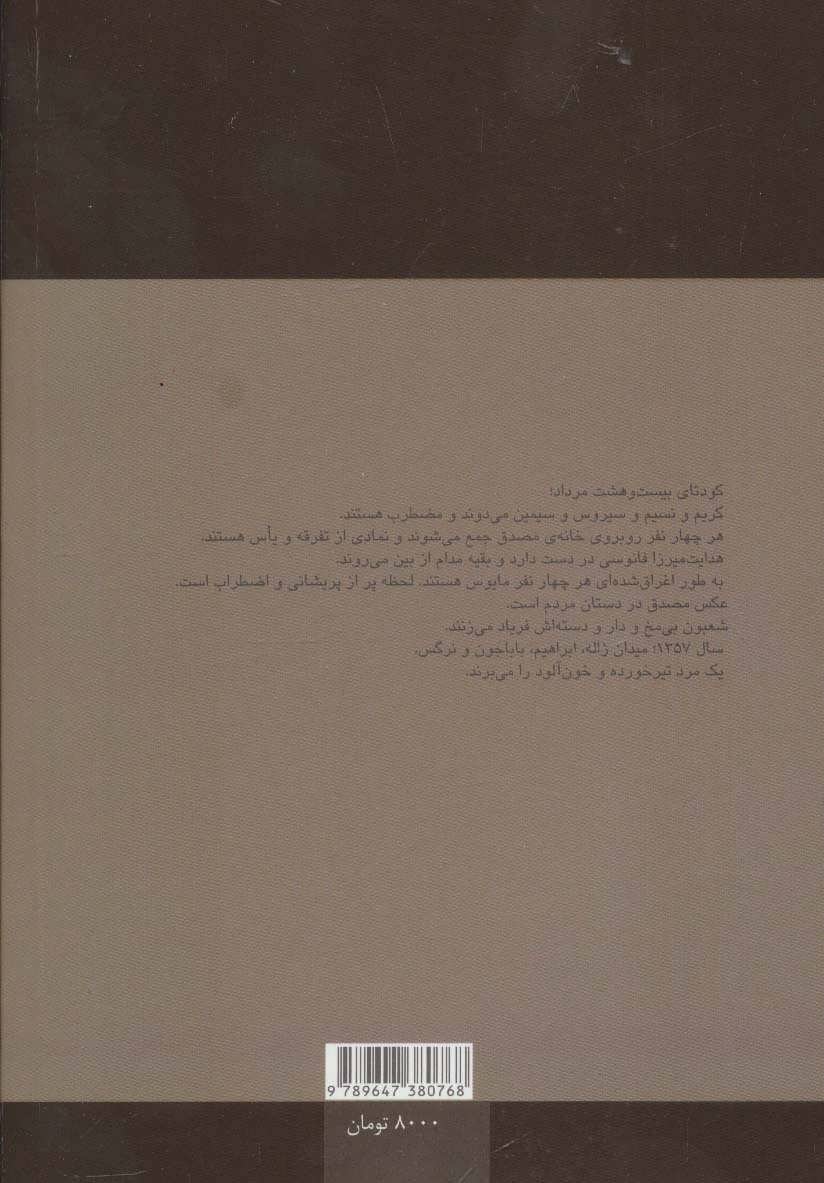 کودتای بیست‌وهشت مرداد؛
کریم و نسیم و سیروس و سیمین می‌دوند و مضطرب هستند.
هر چهار نفر روبروی خانه‌ی مصدق جمع می‌شوند و نمادی از تفرقه و یأس هستند.
هدایت‌میرزا فانوسی در دست دارد و بقیه مدام از بین می‌روند.
به طور اغراق‌شده‌ای هر چهار نفر مایوس هستند. لحظه پر از پریشانی و اضطراب است.
عکس مصدق در دستان مردم است.
شعبون بی‌مخ و دار و دسته‌اش فریاد می‌زنند.
سال ۱۳۵۷؛ میدان ژاله، ابراهیم، باباجون و نرگس.
یک مرد تیرخورده و خون‌آلود را می‌برند.
9 789647 380768
۸۰۰۰ تومان